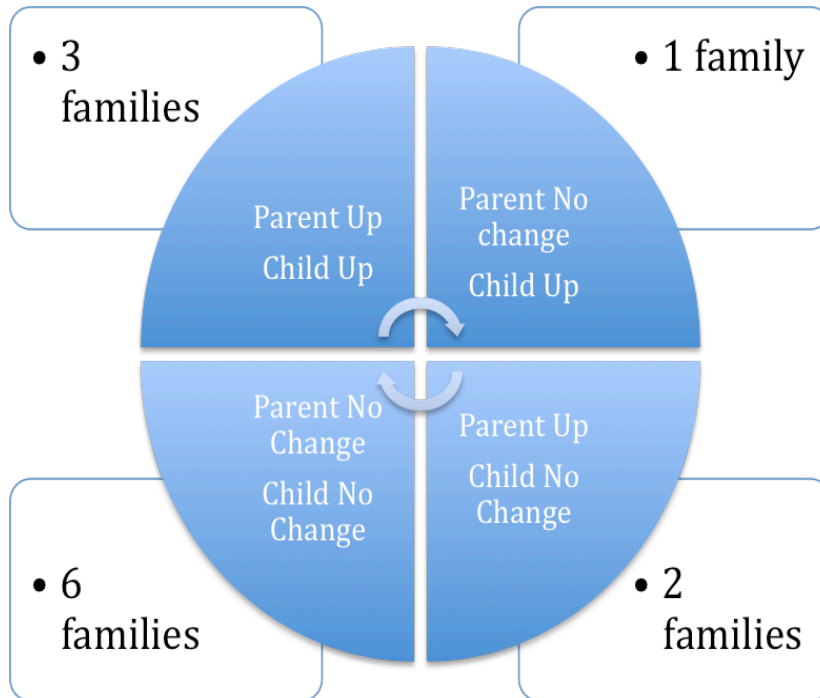 • 3
families
• 1 family
Parent Up
Child Up
Parent No
change
Child Up
Parent No
Change
Child No
Change
Parent Up
Child No
Change
• 6
families
• 2
families